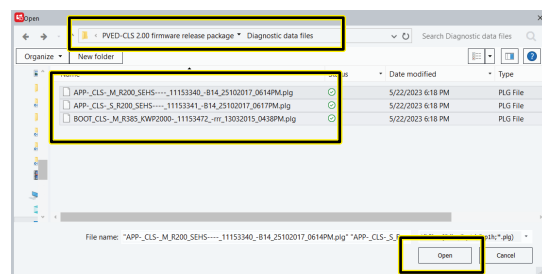 Open
PVED-CLS 2.00 firmware release package Diagnostic data files
Search Diagnostic data files
Organize New folder
Name Status Date modified Type
APP-_CLS-_M_R200_SEHS----_11153340_-B14_25102017_0614PM.plg 5/22/2023 6:18 PM PLG File
APP-_CLS-_S_R200_SEHS----_11153341_-B14_25102017_0617PM.plg 5/22/2023 6:18 PM PLG File
BOOT_CLS-_M_R385_KWP2000-_11153472_-rrr_13032015_0438PM.plg 5/22/2023 6:18 PM PLG File
File name: "APP-_CLS-_M_R200_SEHS----_11153340_-B14_25102017_0614PM.plg" "APP-_CLS-_S_R *.plg)
Open Cancel